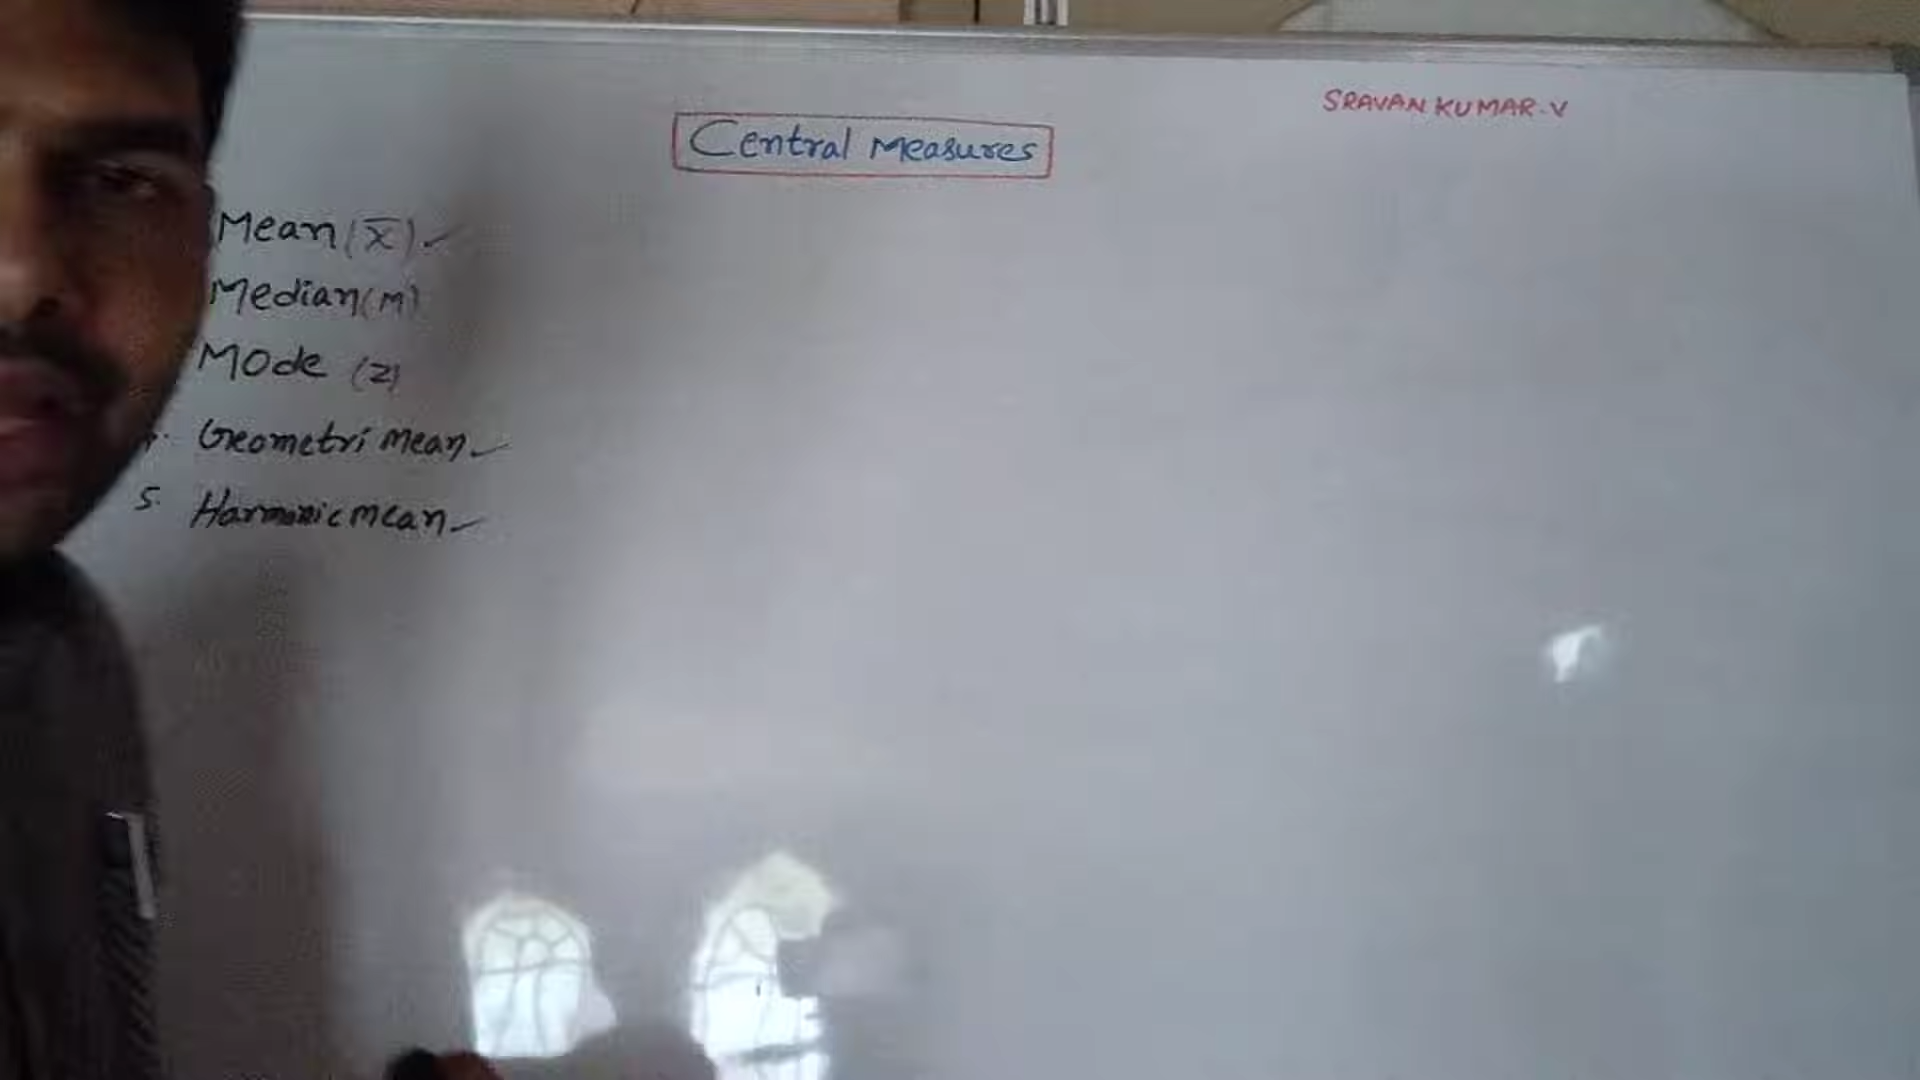 SRAVAN KUMAR.V
Central Measures
Mean (x̄) ✓
Median (M)
Mode (Z)
Geometri Mean ✓
5. Harmonic mean ✓